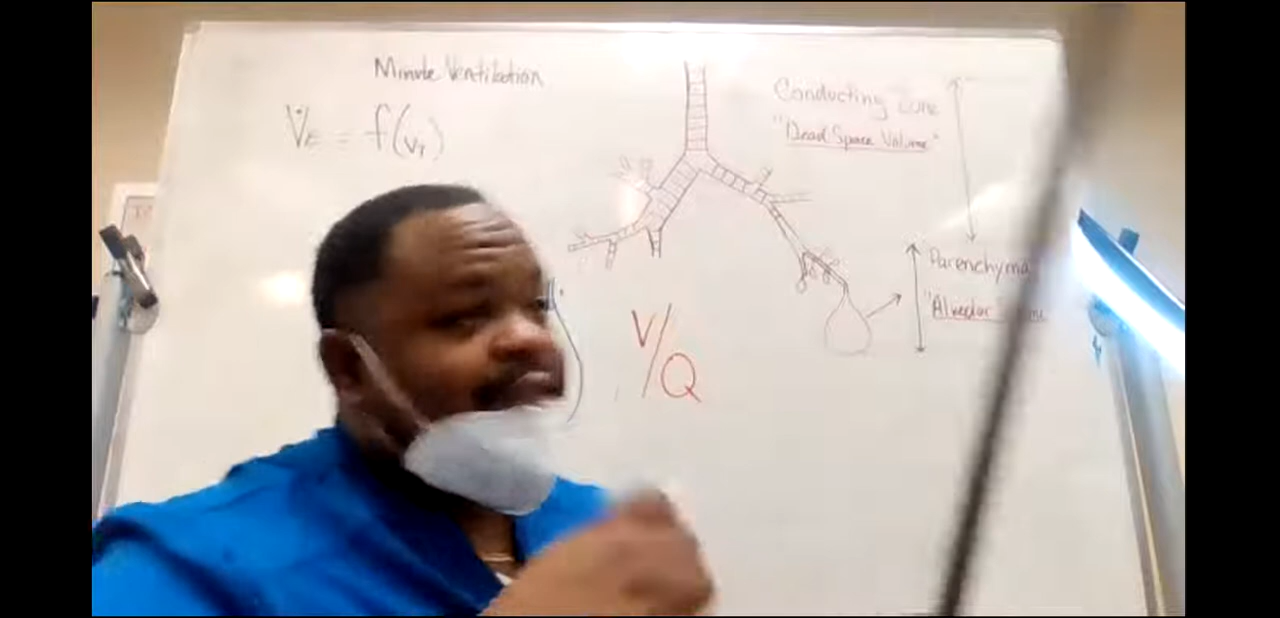 Minute Ventilation
V̇E = f(VT)
Conducting Zone
"Dead Space Volume"
Parenchyma
"Alveolar
V/Q